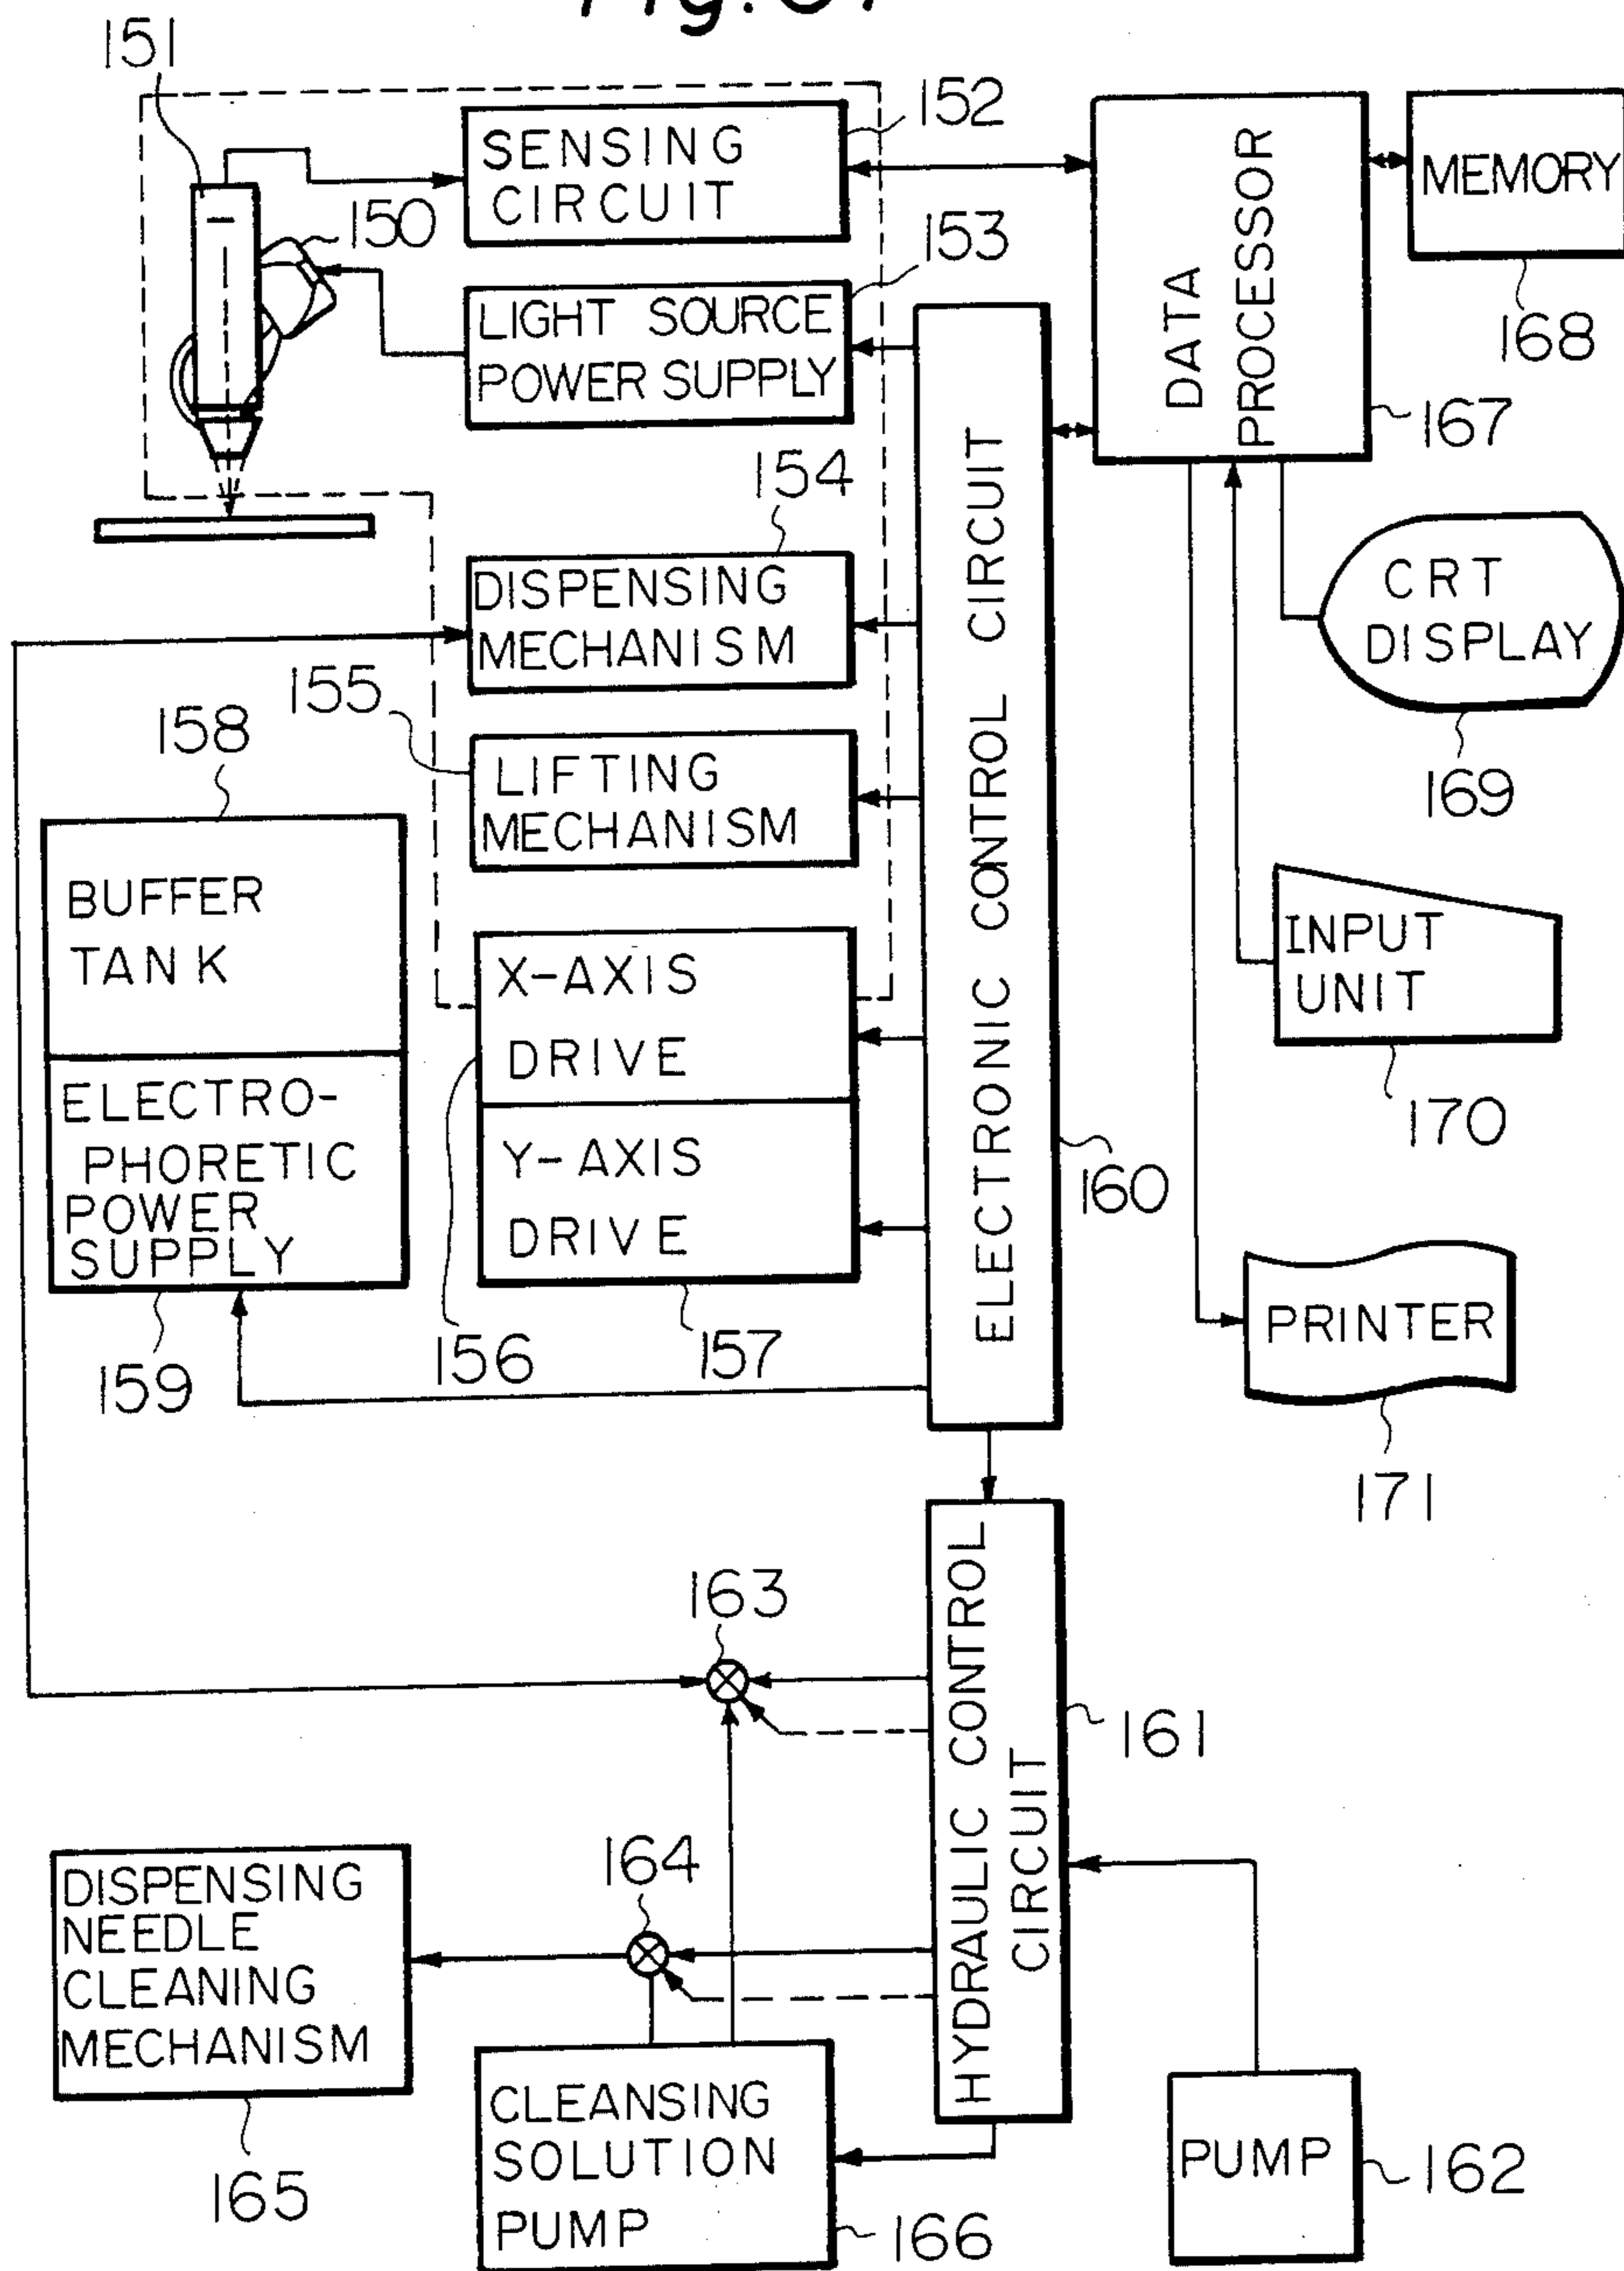 151
152
SENSING
CIRCUIT
150
153
LIGHT SOURCE
POWER SUPPLY
DATA
PROCESSOR
MEMORY
168
167
154
DISPENSING
MECHANISM
CRT
DISPLAY
169
155
LIFTING
MECHANISM
158
BUFFER
TANK
ELECTRO-
PHORETIC
POWER
SUPPLY
159
X-AXIS
DRIVE
Y-AXIS
DRIVE
156
157
ELECTRONIC CONTROL CIRCUIT
160
INPUT
UNIT
170
PRINTER
171
163
HYDRAULIC CONTROL
CIRCUIT
161
164
DISPENSING
NEEDLE
CLEANING
MECHANISM
165
CLEANSING
SOLUTION
PUMP
166
PUMP
162